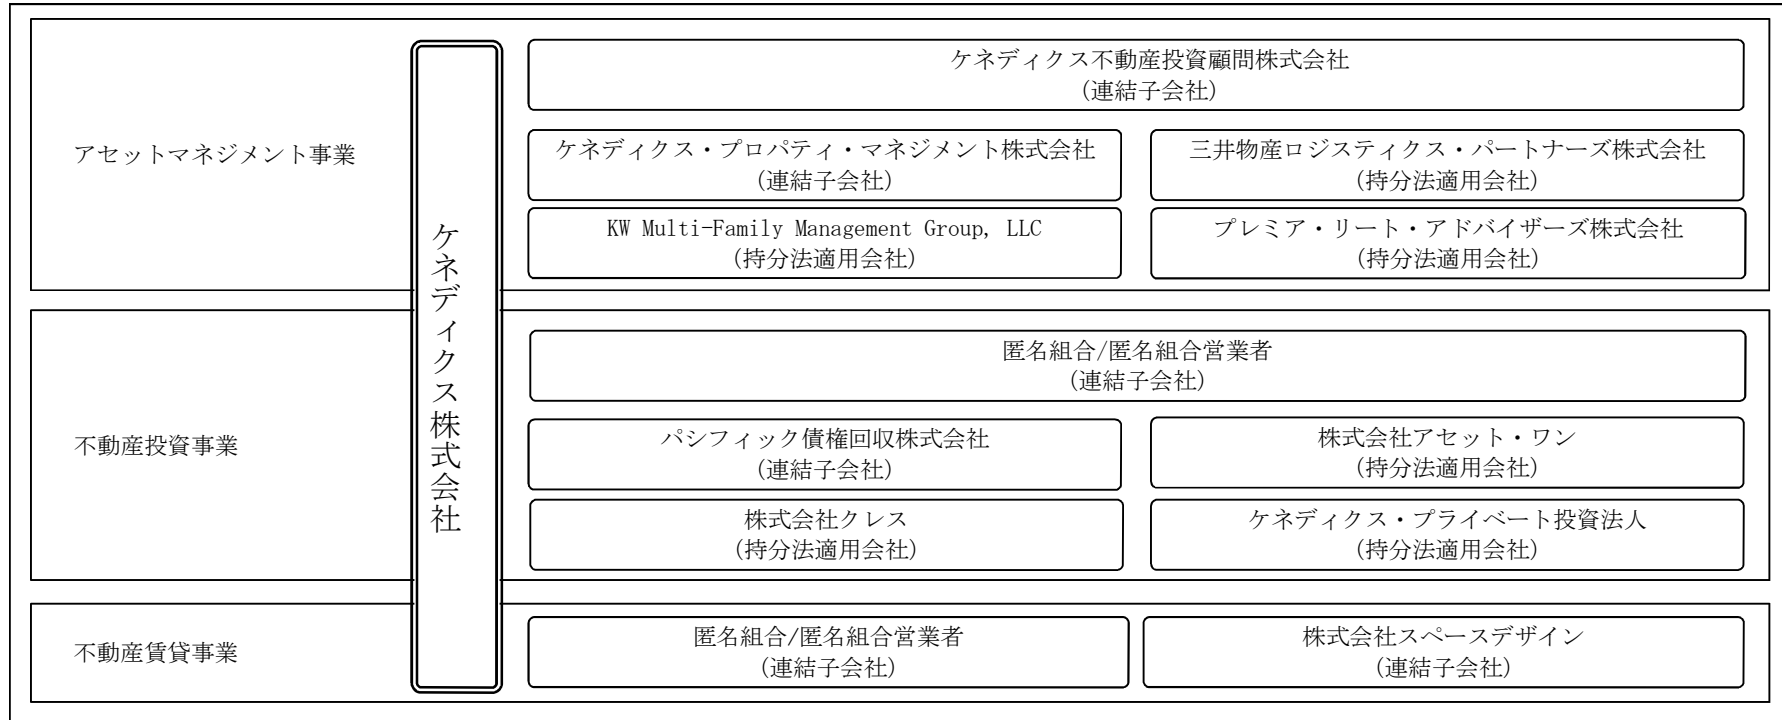 アセットマネジメント事業
ケネディクス株式会社
ケネディクス不動産投資顧問株式会社
(連結子会社)
ケネディクス・プロパティ・マネジメント株式会社
(連結子会社)
三井物産ロジスティクス・パートナーズ株式会社
(持分法適用会社)
KW Multi-Family Management Group, LLC
(持分法適用会社)
プレミア・リート・アドバイザーズ株式会社
(持分法適用会社)
不動産投資事業
匿名組合/匿名組合営業者
(連結子会社)
パシフィック債権回収株式会社
(連結子会社)
株式会社アセット・ワン
(持分法適用会社)
株式会社クレス
(持分法適用会社)
ケネディクス・プライベート投資法人
(持分法適用会社)
不動産賃貸事業
匿名組合/匿名組合営業者
(連結子会社)
株式会社スペースデザイン
(連結子会社)